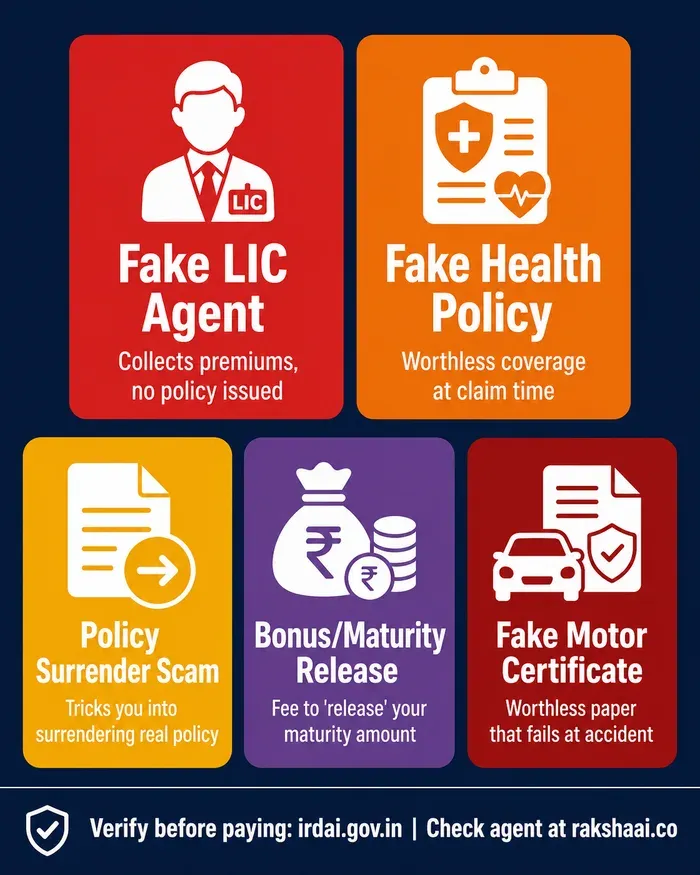 LIC
Fake LIC
Agent
Collects premiums,
no policy issued
Fake Health
Policy
Worthless coverage
at claim time
Policy
Surrender Scam
Tricks you into
surrendering real policy
₹
₹
Bonus/Maturity
Release
Fee to 'release' your
maturity amount
Fake Motor
Certificate
Worthless paper
that fails at accident
Verify before paying: irdai.gov.in | Check agent at rakshaai.co